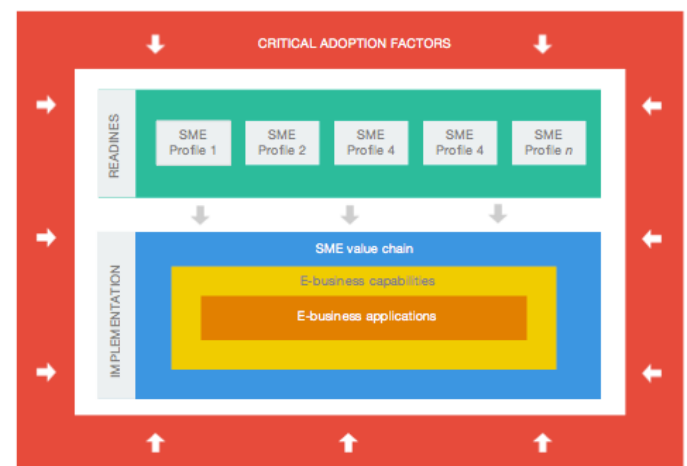 CRITICAL ADOPTION FACTORS
READINES
SME
Profile 1
SME
Profile 2
SME
Profile 4
SME
Profile 4
SME
Profile n
IMPLEMENTATION
SME value chain
E-business capabilities
E-business applications